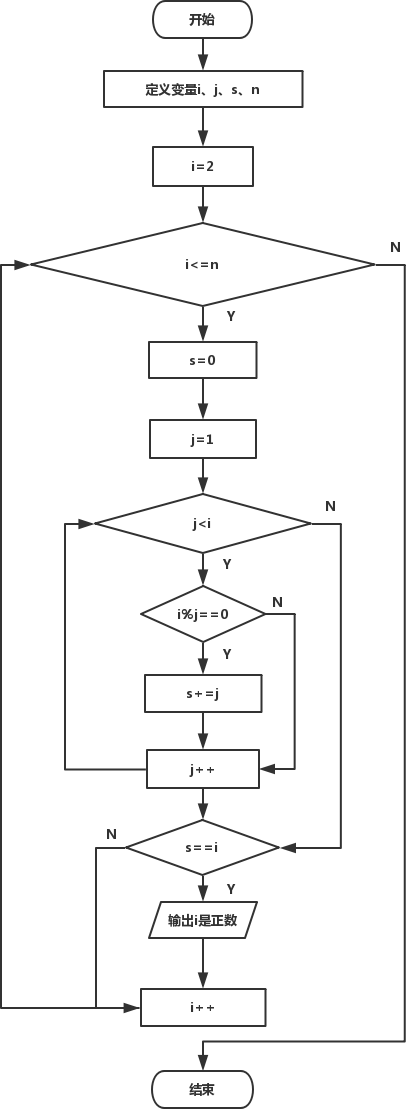 开始
定义变量i、j、s、n
i=2
i<=n
N
Y
s=0
j=1
j<i
N
Y
i%j==0
N
Y
s+=j
j++
s==i
N
Y
输出i是正数
i++
结束